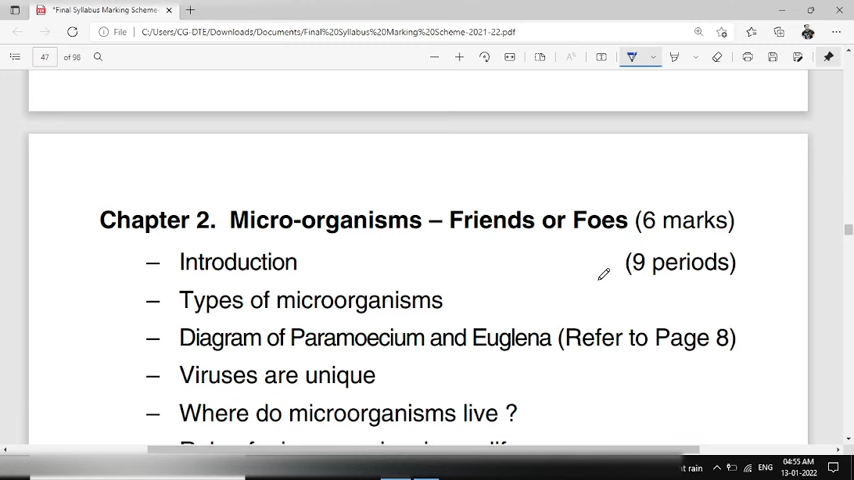 *Final Syllabus Marking Scheme-
File
C:/Users/CG-DTE/Downloads/Documents/Final%20Syllabus%20Marking%20Scheme-2021-22.pdf
47 of 98
Chapter 2. Micro-organisms – Friends or Foes (6 marks)
– Introduction (9 periods)
– Types of microorganisms
– Diagram of Paramoecium and Euglena (Refer to Page 8)
– Viruses are unique
– Where do microorganisms live ?
rain ENG 04:55 AM
13-01-2022